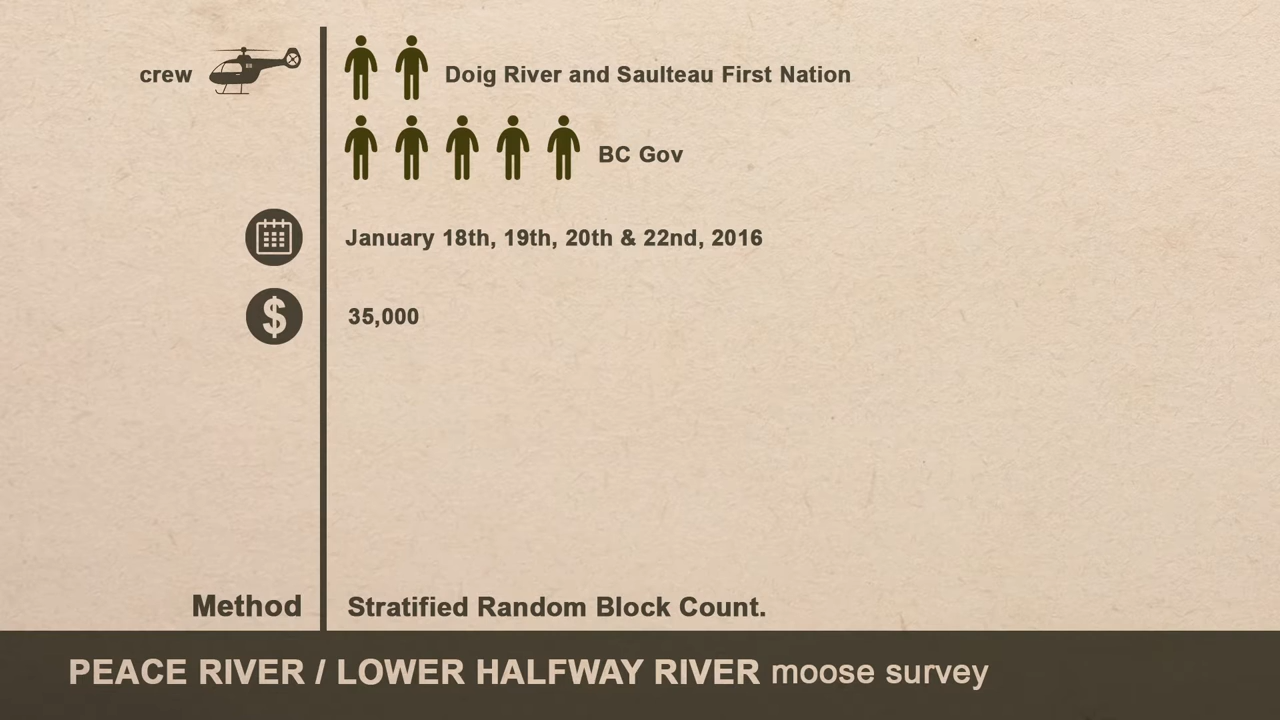 crew
Doig River and Saulteau First Nation
BC Gov
January 18th, 19th, 20th & 22nd, 2016
$ 35,000
Method Stratified Random Block Count.
PEACE RIVER / LOWER HALFWAY RIVER moose survey